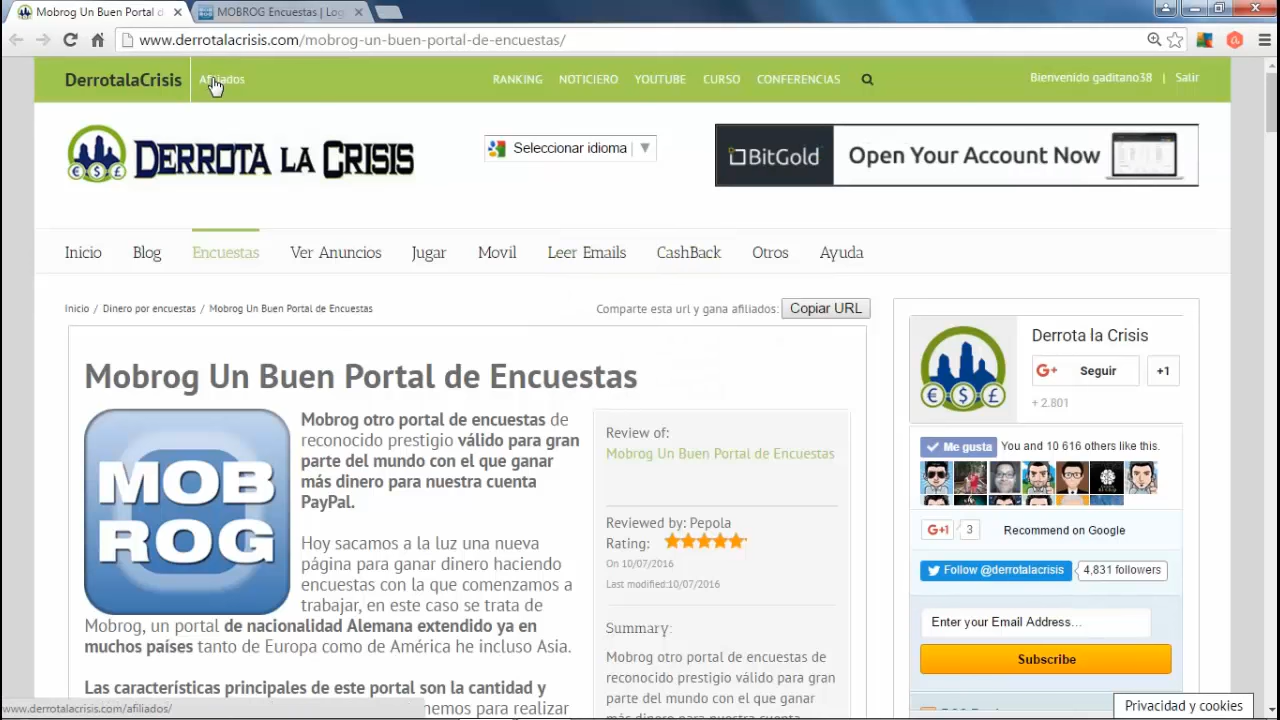 Mobrog Un Buen Portal d
MOBROG Encuestas | Log
www.derrotalacrisis.com/mobrog-un-buen-portal-de-encuestas/
DerrotalaCrisis
Afiliados
RANKING NOTICIERO YOUTUBE CURSO CONFERENCIAS
Bienvenido gaditano38 | Salir
DERROTA LA CRISIS
Seleccionar idioma
BitGold
Open Your Account Now
Inicio Blog Encuestas Ver Anuncios Jugar Movil Leer Emails CashBack Otros Ayuda
Inicio / Dinero por encuestas / Mobrog Un Buen Portal de Encuestas
Comparte esta url y gana afiliados: Copiar URL
Mobrog Un Buen Portal de Encuestas
MOB
ROG
Mobrog otro portal de encuestas de
reconocido prestigio válido para gran
parte del mundo con el que ganar
más dinero para nuestra cuenta
PayPal.
Hoy sacamos a la luz una nueva
página para ganar dinero haciendo
encuestas con la que comenzamos a
trabajar, en este caso se trata de
Mobrog, un portal de nacionalidad Alemana extendido ya en
muchos países tanto de Europa como de América he incluso Asia.
Las características principales de este portal son la cantidad y
nemos para realizar
Review of:
Mobrog Un Buen Portal de Encuestas
Reviewed by: Pepola
Rating:
On 10/07/2016
Last modified:10/07/2016
Summary:
Mobrog otro portal de encuestas de
reconocido prestigio válido para gran
parte del mundo con el que ganar
Derrota la Crisis
G+ Seguir
+1
+ 2.801
Me gusta
You and 10 616 others like this.
G+1 3 Recommend on Google
Follow @derrotalacrisis 4,831 followers
Enter your Email Address...
Subscribe
Privacidad y cookies
www.derrotalacrisis.com/afiliados/